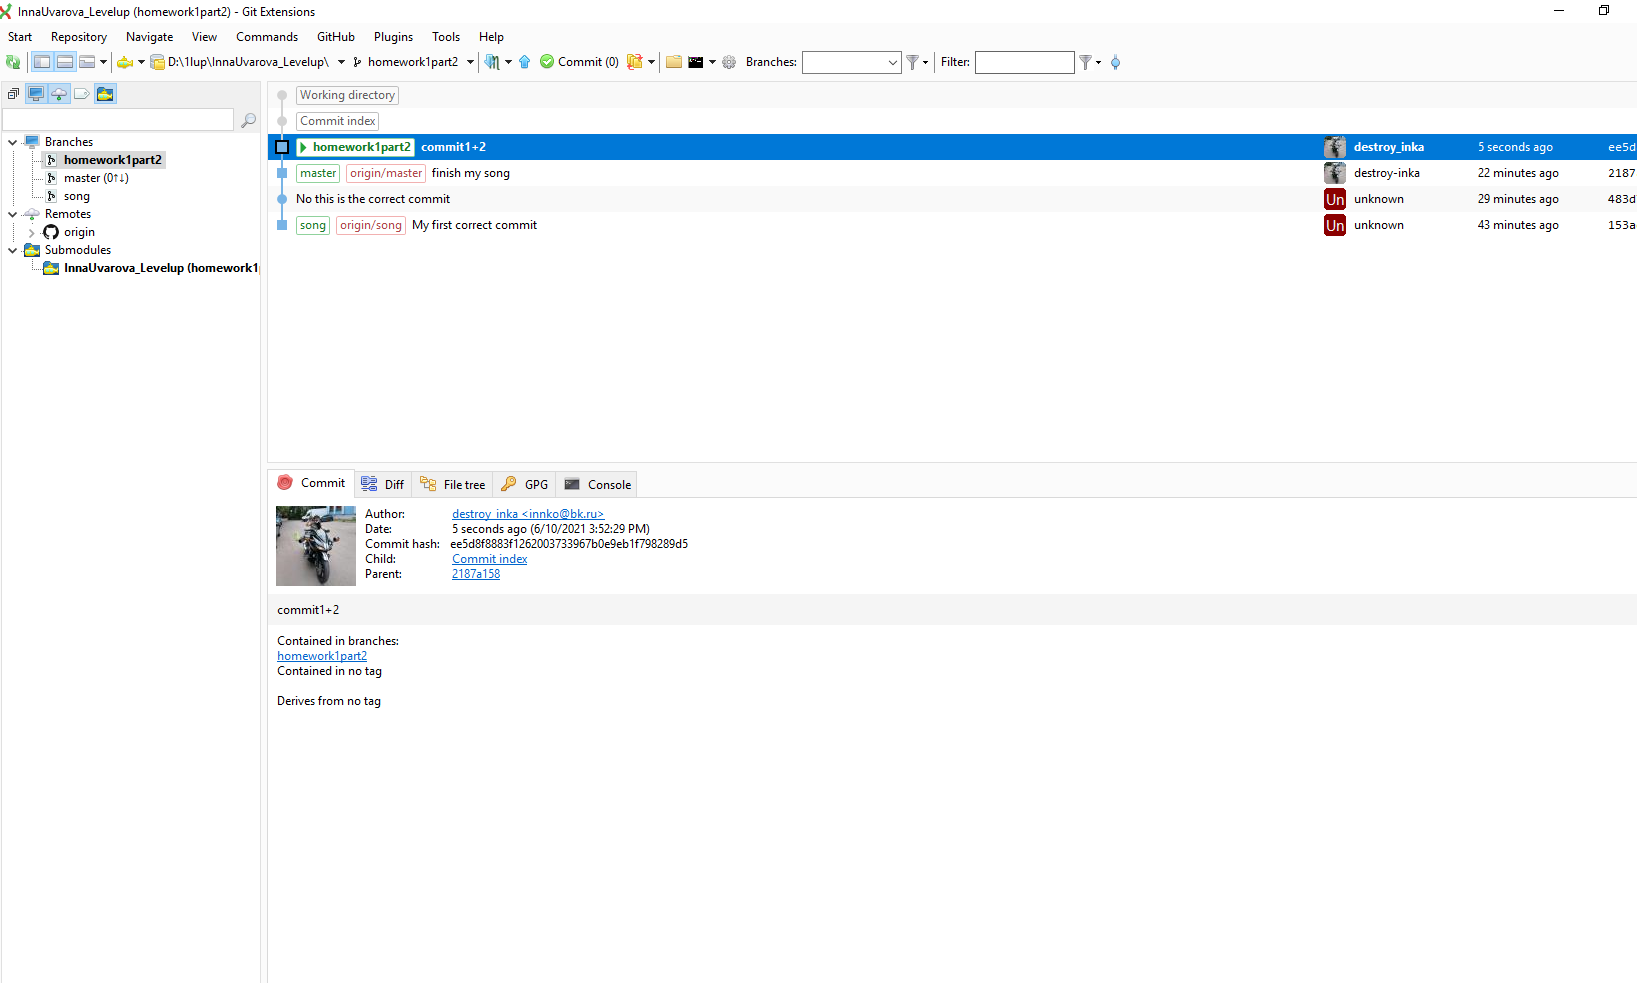 InnaUvarova_Levelup (homework1part2) - Git Extensions
Start Repository Navigate View Commands GitHub Plugins Tools Help
D:\1lup\InnaUvarova_Levelup\ homework1part2 Commit (0) Branches: Filter:
Working directory
Commit index
homework1part2 commit1+2 destroy_inka 5 seconds ago ee5d
master origin/master finish my song destroy-inka 22 minutes ago 2187
No this is the correct commit Un unknown 29 minutes ago 483d
song origin/song My first correct commit Un unknown 43 minutes ago 153a
Branches
homework1part2
master (0↑↓)
song
Remotes
origin
Submodules
InnaUvarova_Levelup (homework1
Commit Diff File tree GPG Console
Author: destroy_inka <innko@bk.ru>
Date: 5 seconds ago (6/10/2021 3:52:29 PM)
Commit hash: ee5d8f8883f1262003733967b0e9eb1f798289d5
Child: Commit index
Parent: 2187a158
commit1+2
Contained in branches:
homework1part2
Contained in no tag
Derives from no tag